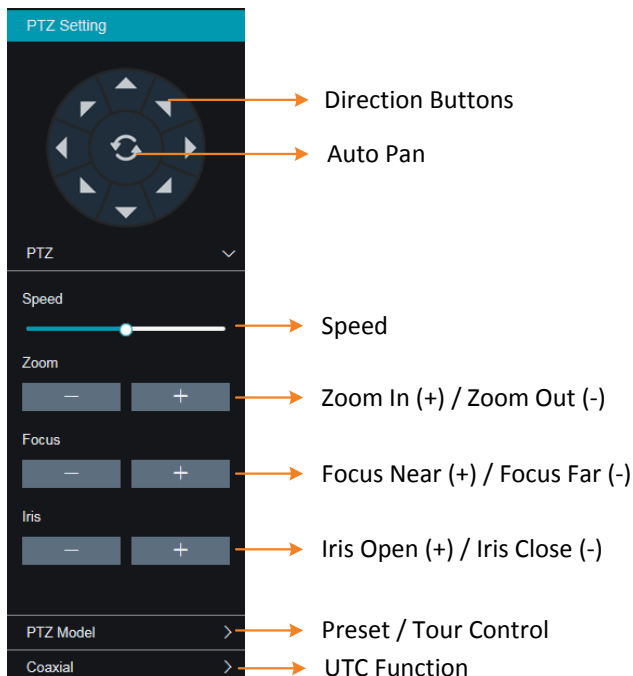 PTZ Setting
Direction Buttons
Auto Pan
PTZ
Speed
Speed
Zoom
— +
Zoom In (+) / Zoom Out (-)
Focus
— +
Focus Near (+) / Focus Far (-)
Iris
— +
Iris Open (+) / Iris Close (-)
PTZ Model
Preset / Tour Control
Coaxial
UTC Function